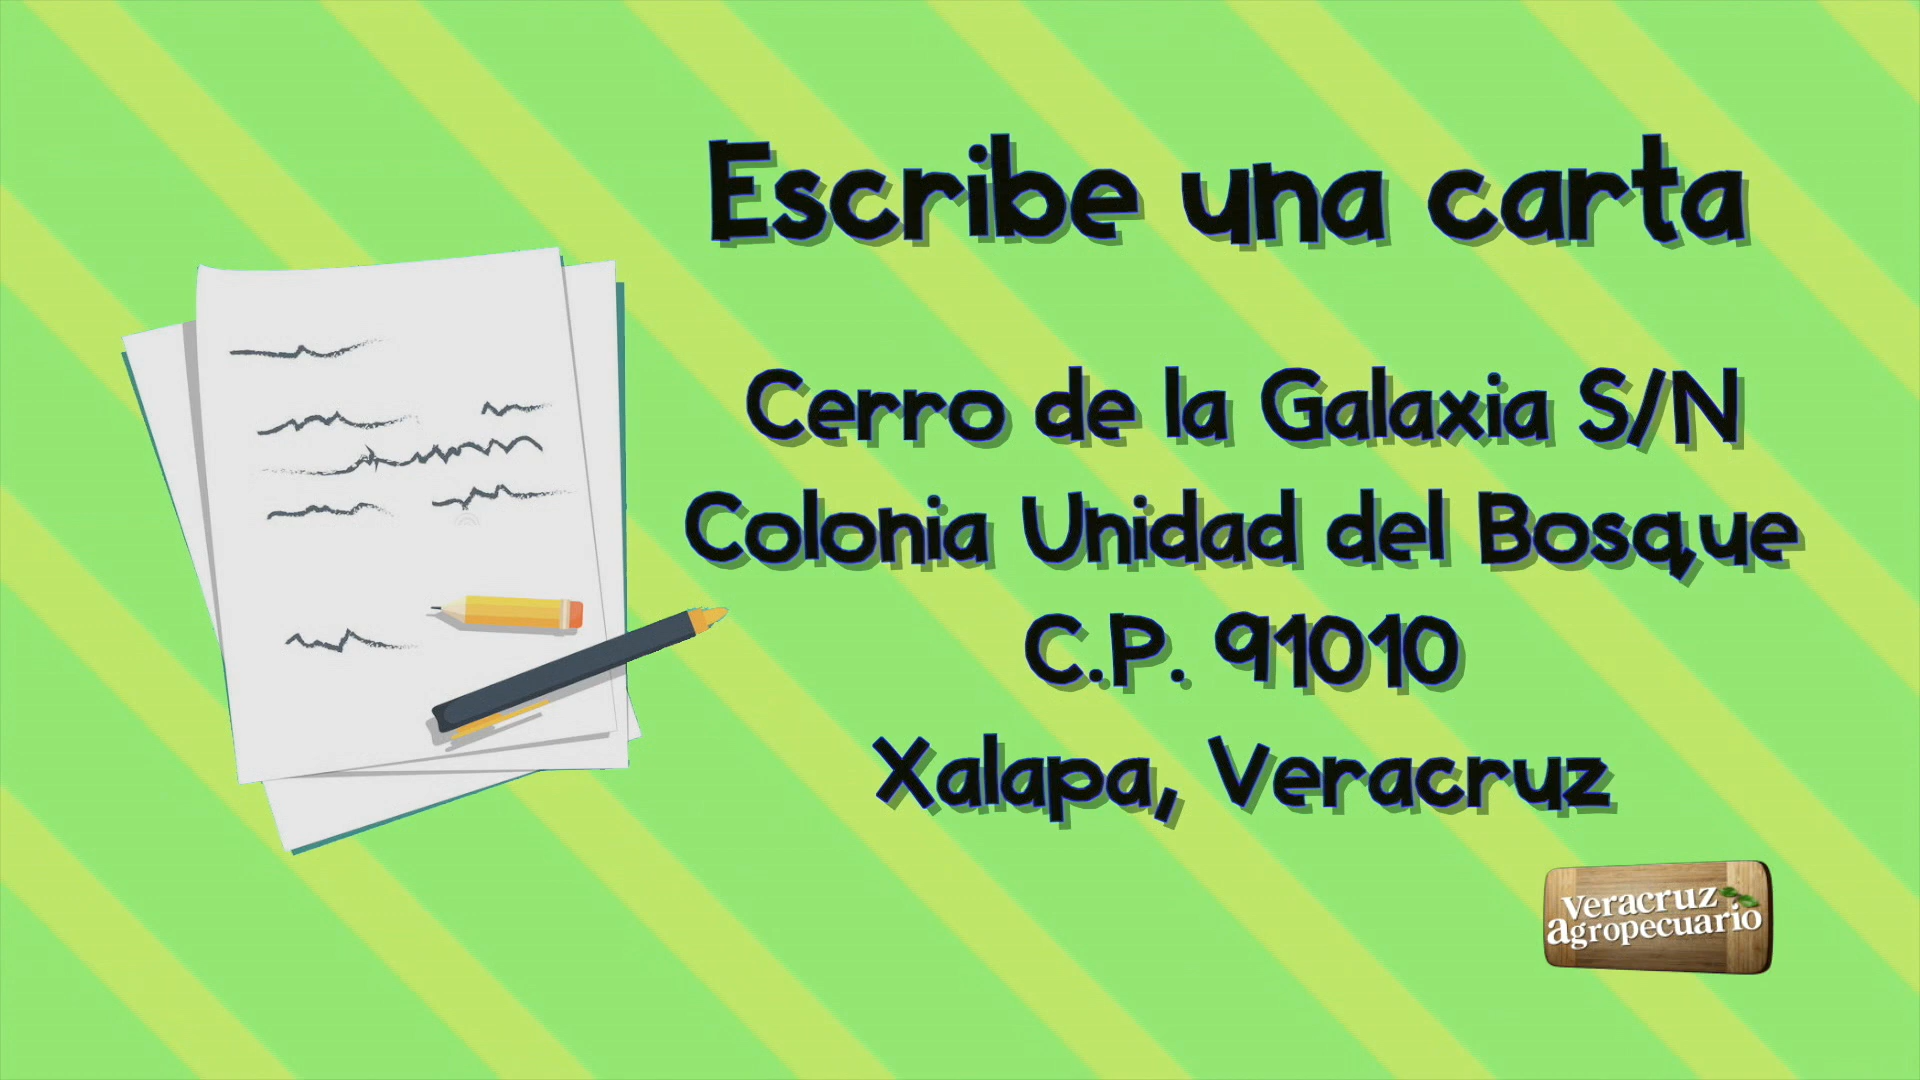 Escribe una carta
Cerro de la Galaxia S/N
Colonia Unidad del Bosque
C.P. 91010
Xalapa, Veracruz
veracruz
agropecuario